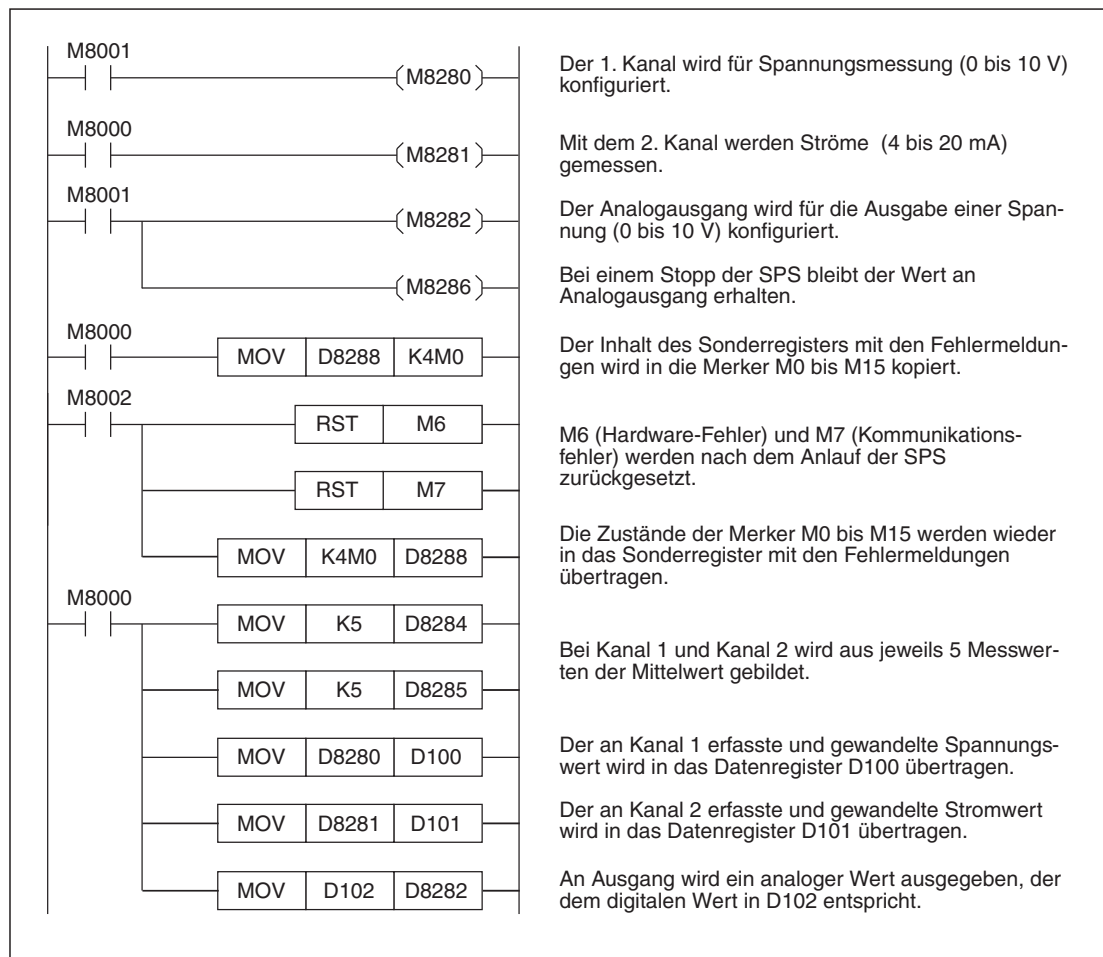 M8001
(M8280)
Der 1. Kanal wird für Spannungsmessung (0 bis 10 V)
konfiguriert.
M8000
(M8281)
Mit dem 2. Kanal werden Ströme (4 bis 20 mA)
gemessen.
M8001
(M8282)
Der Analogausgang wird für die Ausgabe einer Span-
nung (0 bis 10 V) konfiguriert.
(M8286)
Bei einem Stopp der SPS bleibt der Wert an
Analogausgang erhalten.
M8000
MOV D8288 K4M0
Der Inhalt des Sonderregisters mit den Fehlermeldun-
gen wird in die Merker M0 bis M15 kopiert.
M8002
RST M6
RST M7
M6 (Hardware-Fehler) und M7 (Kommunikations-
fehler) werden nach dem Anlauf der SPS
zurückgesetzt.
MOV K4M0 D8288
Die Zustände der Merker M0 bis M15 werden wieder
in das Sonderregister mit den Fehlermeldungen
übertragen.
M8000
MOV K5 D8284
MOV K5 D8285
Bei Kanal 1 und Kanal 2 wird aus jeweils 5 Messwer-
ten der Mittelwert gebildet.
MOV D8280 D100
Der an Kanal 1 erfasste und gewandelte Spannungs-
wert wird in das Datenregister D100 übertragen.
MOV D8281 D101
Der an Kanal 2 erfasste und gewandelte Stromwert
wird in das Datenregister D101 übertragen.
MOV D102 D8282
An Ausgang wird ein analoger Wert ausgegeben, der
dem digitalen Wert in D102 entspricht.